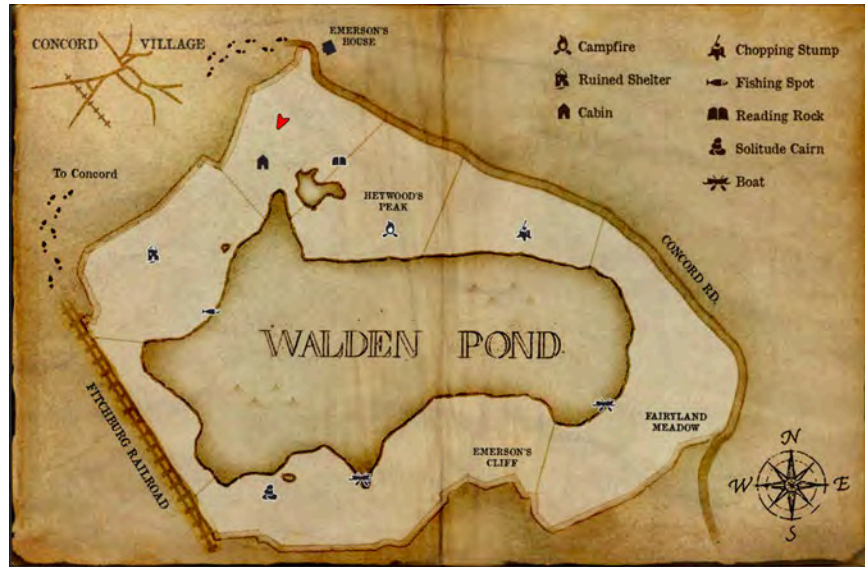 CONCORD VILLAGE
EMERSON'S
HOUSE
Campfire
Ruined Shelter
Cabin
Chopping Stump
Fishing Spot
Reading Rock
Solitude Cairn
Boat
To Concord
HEYWOOD'S
PEAK
CONCORD RD.
WALDEN POND.
FITCHBURG RAILROAD
FAIRYLAND
MEADOW
EMERSON'S
CLIFF
N
W
E
S